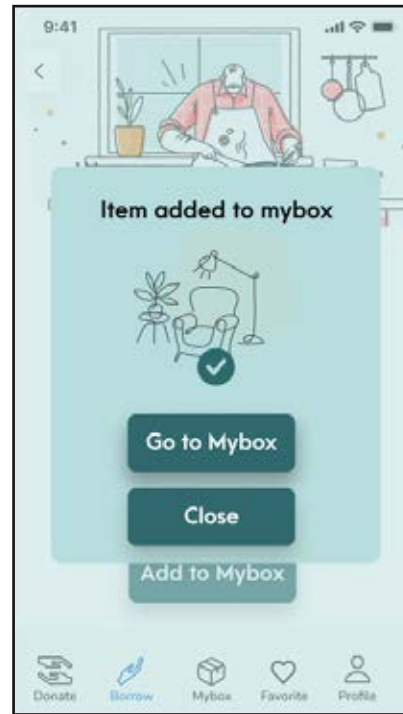 9:41
Item added to mybox
Go to Mybox
Close
Add to Mybox
Donate Borrow Mybox Favorite Profile